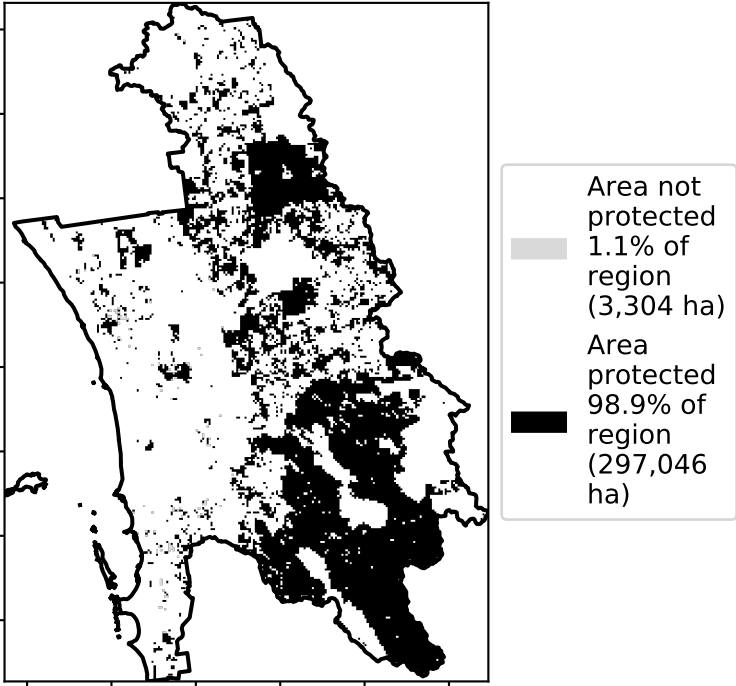 Area not
protected
1.1% of
region
(3,304 ha)
Area
protected
98.9% of
region
(297,046
ha)